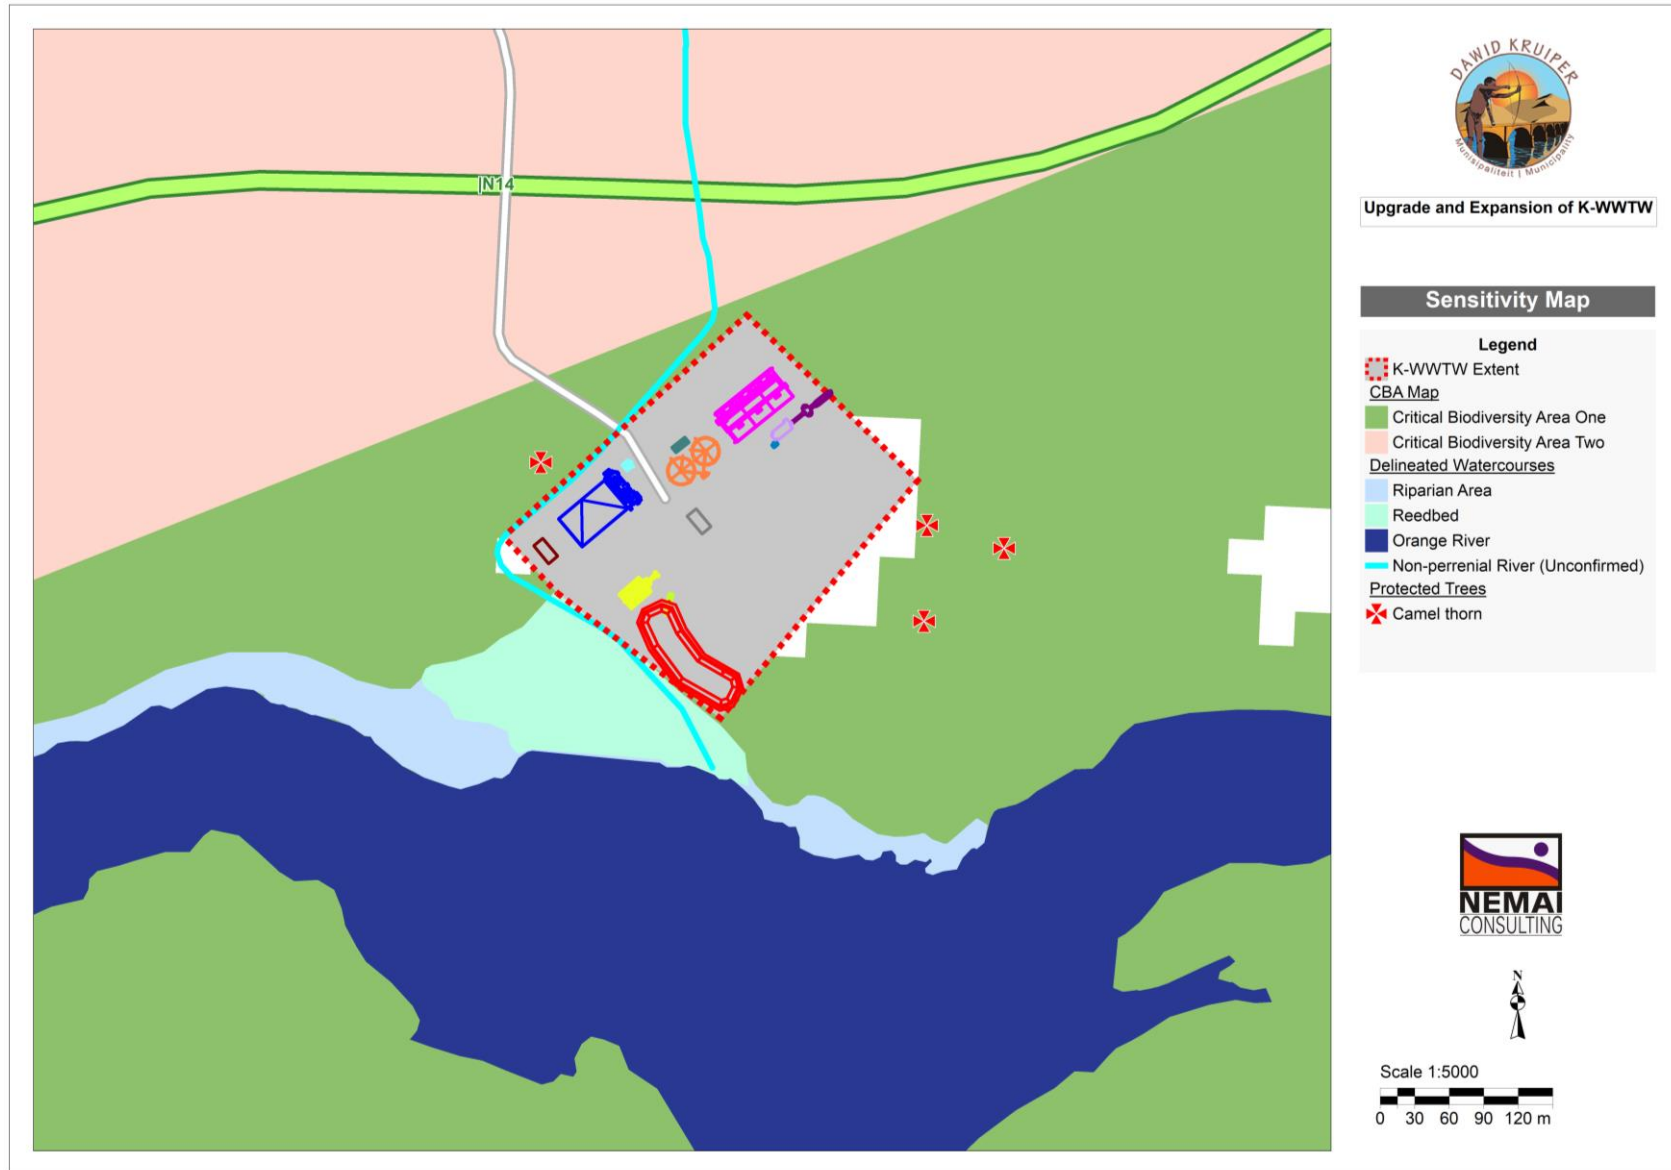 DAWID KRUIPER
Munisipaliteit | Municipality
Upgrade and Expansion of K-WWTW
Sensitivity Map
Legend
K-WWTW Extent
CBA Map
Critical Biodiversity Area One
Critical Biodiversity Area Two
Delineated Watercourses
Riparian Area
Reedbed
Orange River
Non-perrenial River (Unconfirmed)
Protected Trees
Camel thorn
|N14
NEMAI
CONSULTING
N
Scale 1:5000
0 30 60 90 120 m